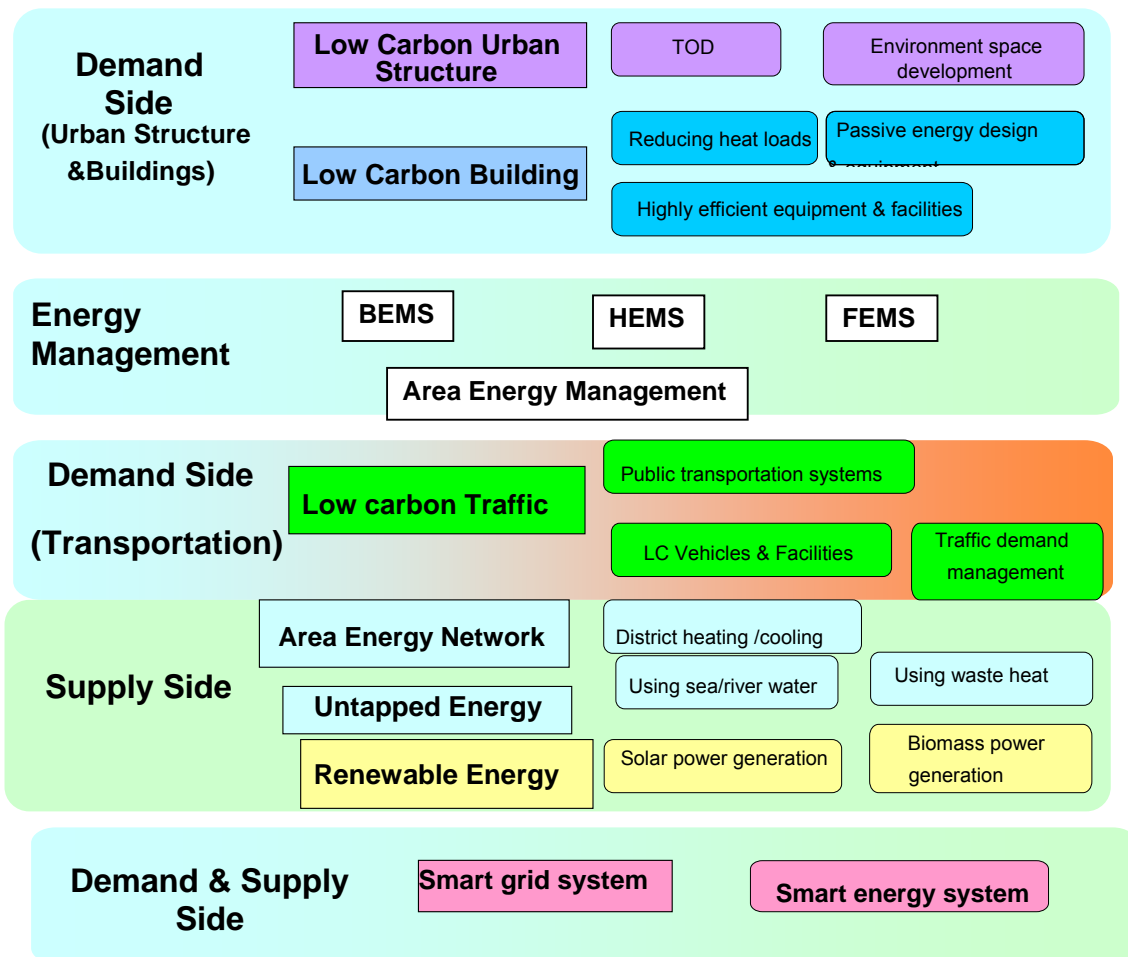 Demand
Side
(Urban Structure
&Buildings)
Low Carbon Urban
Structure
TOD
Environment space
development
Low Carbon Building
Reducing heat loads
Passive energy design
Highly efficient equipment & facilities
Energy
Management
BEMS
HEMS
FEMS
Area Energy Management
Demand Side
(Transportation)
Low carbon Traffic
Public transportation systems
LC Vehicles & Facilities
Traffic demand
management
Supply Side
Area Energy Network
District heating /cooling
Untapped Energy
Using sea/river water
Using waste heat
Renewable Energy
Solar power generation
Biomass power
generation
Demand & Supply
Side
Smart grid system
Smart energy system